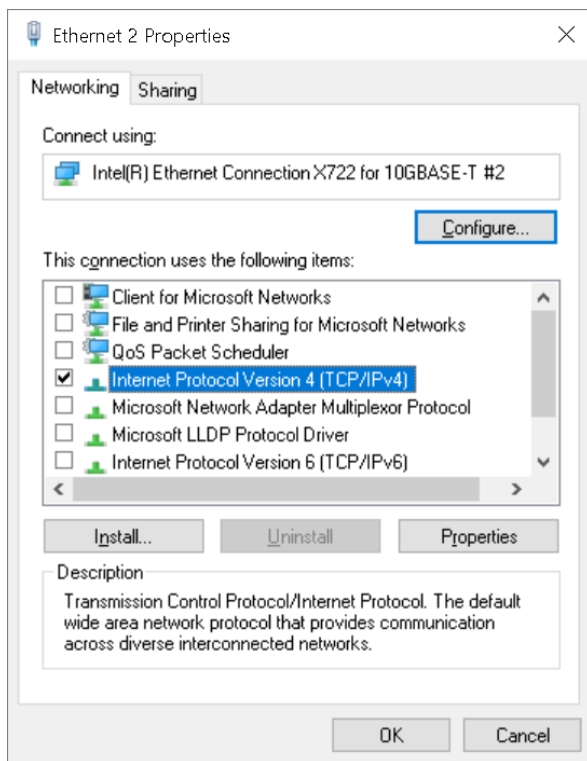 Ethernet 2 Properties
Networking
Sharing
Connect using:
Intel(R) Ethernet Connection X722 for 10GBASE-T #2
Configure...
This connection uses the following items:
Client for Microsoft Networks
File and Printer Sharing for Microsoft Networks
QoS Packet Scheduler
Internet Protocol Version 4 (TCP/IPv4)
Microsoft Network Adapter Multiplexor Protocol
Microsoft LLDP Protocol Driver
Internet Protocol Version 6 (TCP/IPv6)
Install...
Uninstall
Properties
Description
Transmission Control Protocol/Internet Protocol. The default
wide area network protocol that provides communication
across diverse interconnected networks.
OK
Cancel